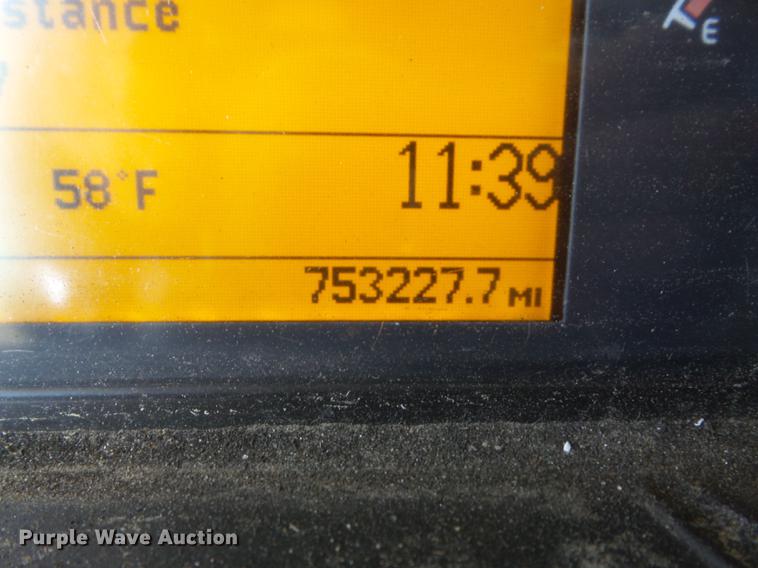 stance
58°F
11:39
753227.7 MI
E
Purple Wave Auction